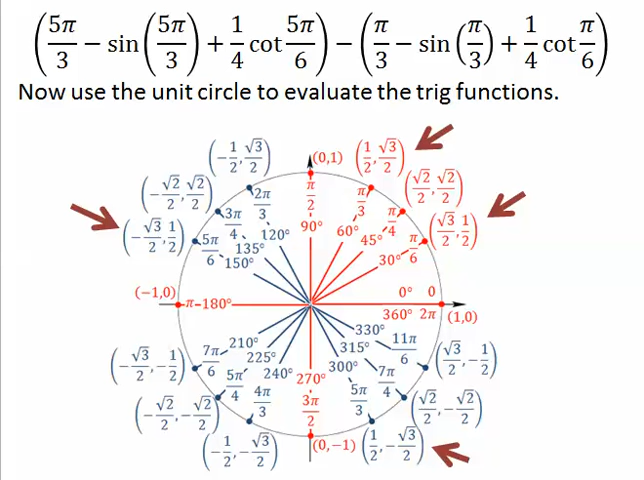 (5π/3 − sin(5π/3) + 1/4 cot 5π/6) − (π/3 − sin(π/3) + 1/4 cot π/6)
Now use the unit circle to evaluate the trig functions.
(−1/2, √3/2) (0,1) (1/2, √3/2)
(−√2/2, √2/2) 2π/3 π/2 π/3 (√2/2, √2/2)
(−√3/2, 1/2) 3π/4 120° 90° 60° π/4 (√3/2, 1/2)
5π/6 135° 45° π/6
150° 30°
(−1,0) 0° 0
π 180° 360° 2π (1,0)
7π/6 210° 330° 11π/6
(−√3/2, −1/2) 225° 315° (√3/2, −1/2)
5π/4 240° 270° 300° 7π/4
(−√2/2, −√2/2) 4π/3 3π/2 5π/3 (√2/2, −√2/2)
(−1/2, −√3/2) (0,−1) (1/2, −√3/2)